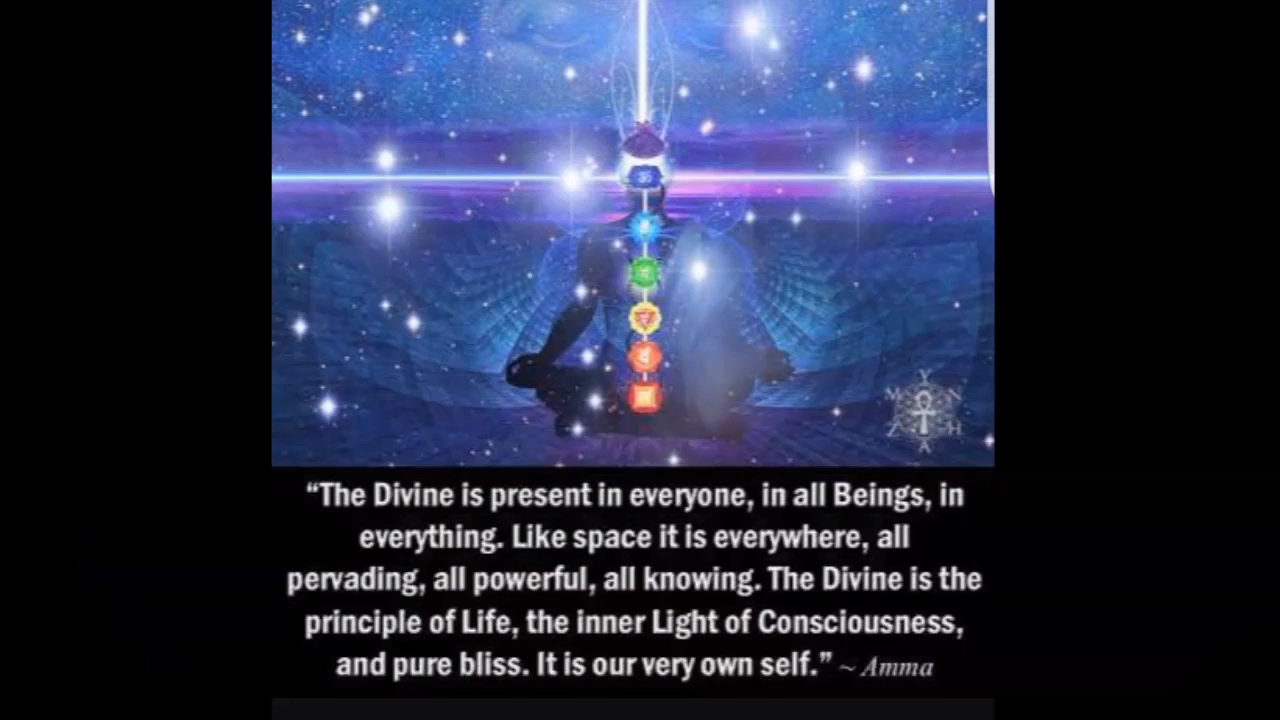 “The Divine is present in everyone, in all Beings, in
everything. Like space it is everywhere, all
pervading, all powerful, all knowing. The Divine is the
principle of Life, the inner Light of Consciousness,
and pure bliss. It is our very own self.” ~ Amma